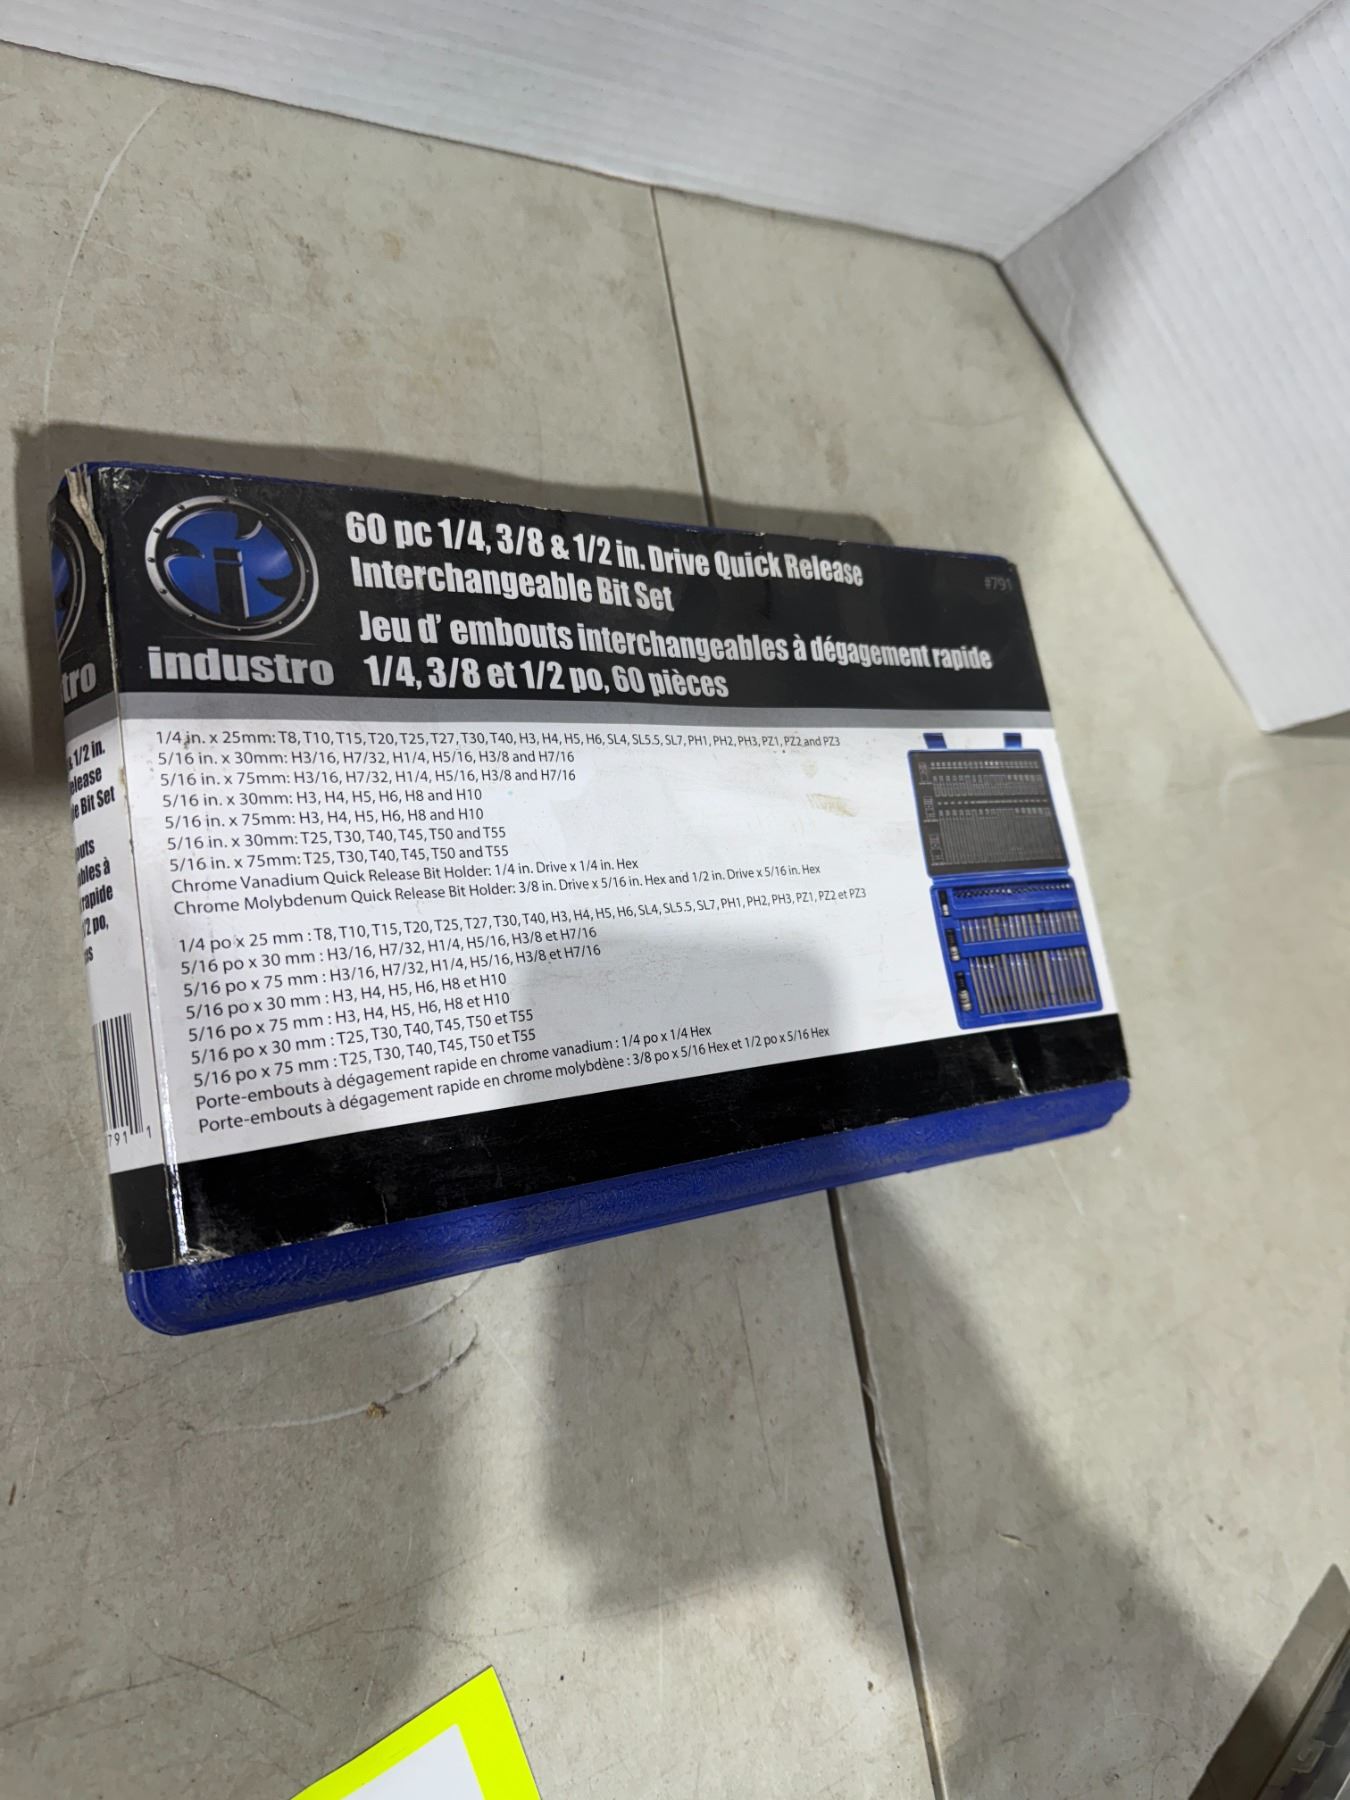 60 pc 1/4, 3/8 & 1/2 in. Drive Quick Release
Interchangeable Bit Set
#791
Jeu d' embouts interchangeables à dégagement rapide
1/4, 3/8 et 1/2 po, 60 pièces
industro
1/4 in. x 25mm: T8, T10, T15, T20, T25, T27, T30, T40, H3, H4, H5, H6, SL4, SL5.5, SL7, PH1, PH2, PH3, PZ1, PZ2 and PZ3
5/16 in. x 30mm: H3/16, H7/32, H1/4, H5/16, H3/8 and H7/16
5/16 in. x 75mm: H3/16, H7/32, H1/4, H5/16, H3/8 and H7/16
5/16 in. x 30mm: H3, H4, H5, H6, H8 and H10
5/16 in. x 75mm: H3, H4, H5, H6, H8 and H10
5/16 in. x 30mm: T25, T30, T40, T45, T50 and T55
5/16 in. x 75mm: T25, T30, T40, T45, T50 and T55
Chrome Vanadium Quick Release Bit Holder: 1/4 in. Drive x 1/4 in. Hex
Chrome Molybdenum Quick Release Bit Holder: 3/8 in. Drive x 5/16 in. Hex and 1/2 in. Drive x 5/16 in. Hex
1/4 po x 25 mm : T8, T10, T15, T20, T25, T27, T30, T40, H3, H4, H5, H6, SL4, SL5.5, SL7, PH1, PH2, PH3, PZ1, PZ2 et PZ3
5/16 po x 30 mm : H3/16, H7/32, H1/4, H5/16, H3/8 et H7/16
5/16 po x 75 mm : H3/16, H7/32, H1/4, H5/16, H3/8 et H7/16
5/16 po x 30 mm : H3, H4, H5, H6, H8 et H10
5/16 po x 75 mm : H3, H4, H5, H6, H8 et H10
5/16 po x 30 mm : T25, T30, T40, T45, T50 et T55
5/16 po x 75 mm : T25, T30, T40, T45, T50 et T55
Porte-embouts à dégagement rapide en chrome vanadium : 1/4 po x 1/4 Hex
Porte-embouts à dégagement rapide en chrome molybdène : 3/8 po x 5/16 Hex et 1/2 po x 5/16 Hex
tro
1/2 in.
elease
e Bit Set
outs
bles à
rapide
/2 po,
es
791 1